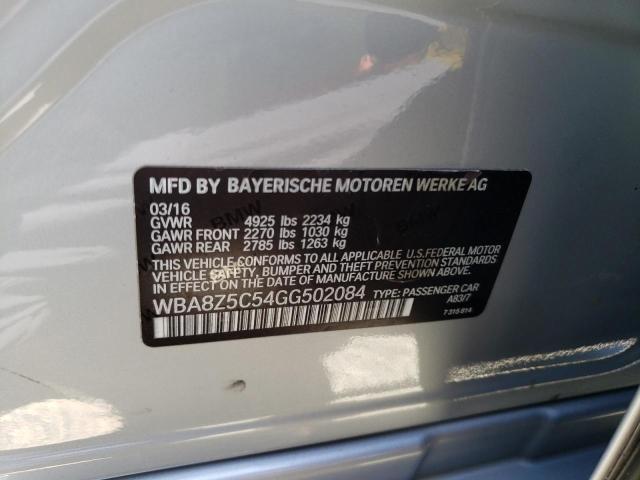 MFD BY BAYERISCHE MOTOREN WERKE AG
03/16
GVWR 4925 lbs 2234 kg
GAWR FRONT 2270 lbs 1030 kg
GAWR REAR 2785 lbs 1263 kg
THIS VEHICLE CONFORMS TO ALL APPLICABLE U.S.FEDERAL MOTOR
VEHICLE SAFETY, BUMPER AND THEFT PREVENTION STANDARDS
IN EFFECT ON THE DATE OF MANUFACTURE SHOWN ABOVE.
WBA8Z5C54GG502084 TYPE: PASSENGER CAR
A83/7
7 315 814